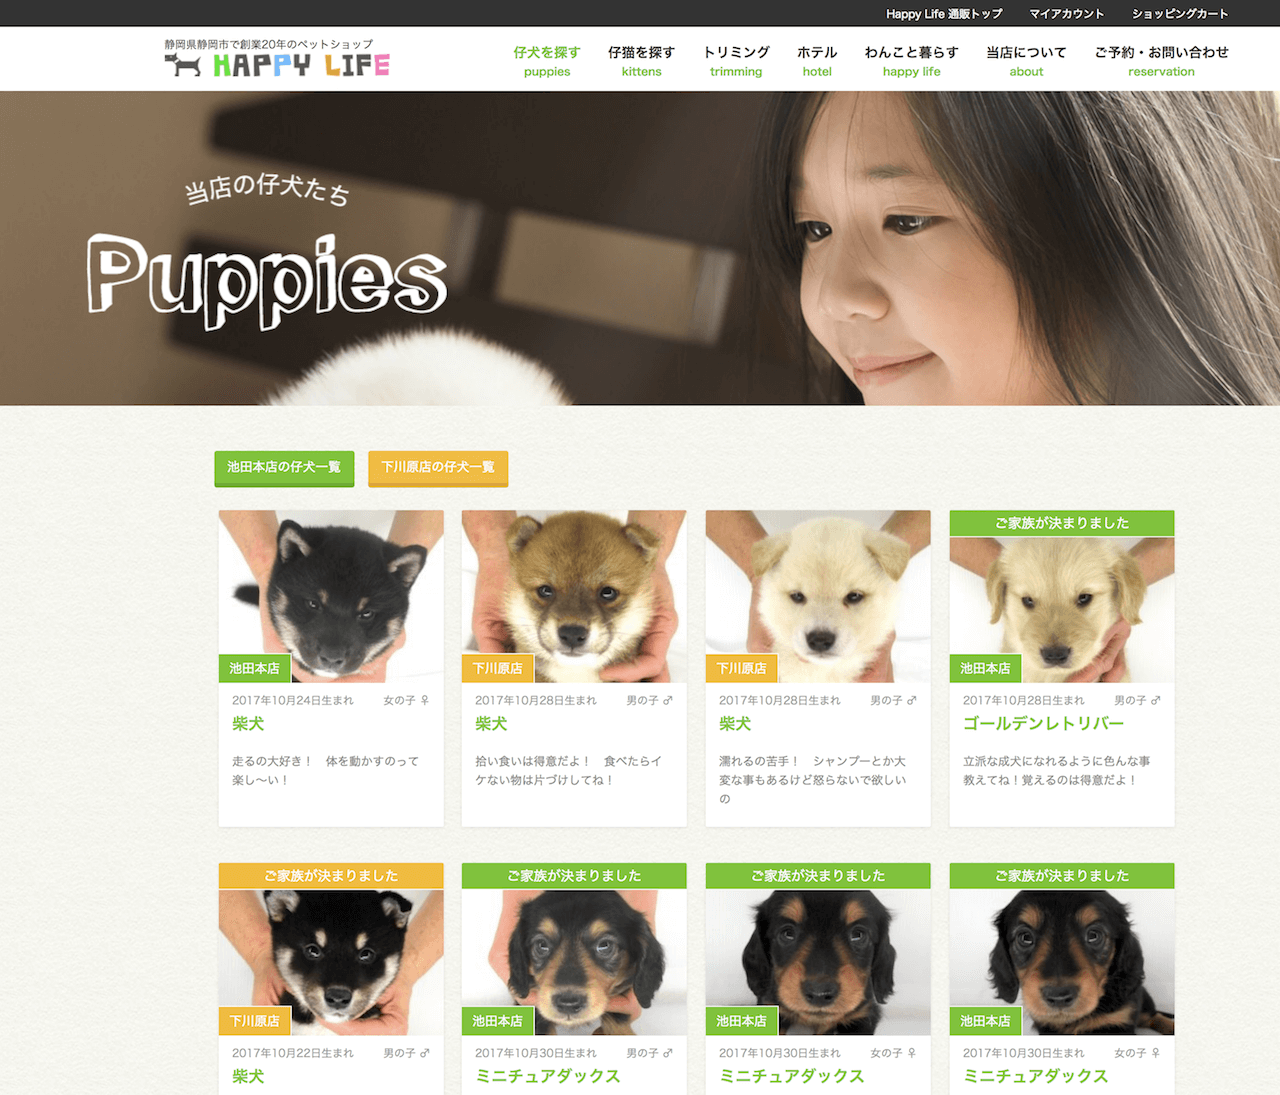 Happy Life 通販トップ
マイアカウント
ショッピングカート
静岡県静岡市で創業20年のペットショップ
HAPPY LIFE
仔犬を探す
puppies
仔猫を探す
kittens
トリミング
trimming
ホテル
hotel
わんこと暮らす
happy life
当店について
about
ご予約・お問い合わせ
reservation
当店の仔犬たち
Puppies
池田本店の仔犬一覧
下川原店の仔犬一覧
池田本店
2017年10月24日生まれ 女の子 ♀
柴犬
走るの大好き！　体を動かすのって
楽し〜い！
下川原店
2017年10月28日生まれ 男の子 ♂
柴犬
拾い食いは得意だよ！　食べたらイ
ケない物は片づけしてね！
下川原店
2017年10月28日生まれ 男の子 ♂
柴犬
濡れるの苦手！　シャンプーとか大
変な事もあるけど怒らないで欲しい
の
ご家族が決まりました
池田本店
2017年10月28日生まれ 男の子 ♂
ゴールデンレトリバー
立派な成犬になれるように色んな事
教えてね！覚えるのは得意だよ！
ご家族が決まりました
下川原店
2017年10月22日生まれ 男の子 ♂
柴犬
ご家族が決まりました
池田本店
2017年10月30日生まれ 男の子 ♂
ミニチュアダックス
ご家族が決まりました
池田本店
2017年10月30日生まれ 女の子 ♀
ミニチュアダックス
ご家族が決まりました
池田本店
2017年10月30日生まれ 女の子 ♀
ミニチュアダックス